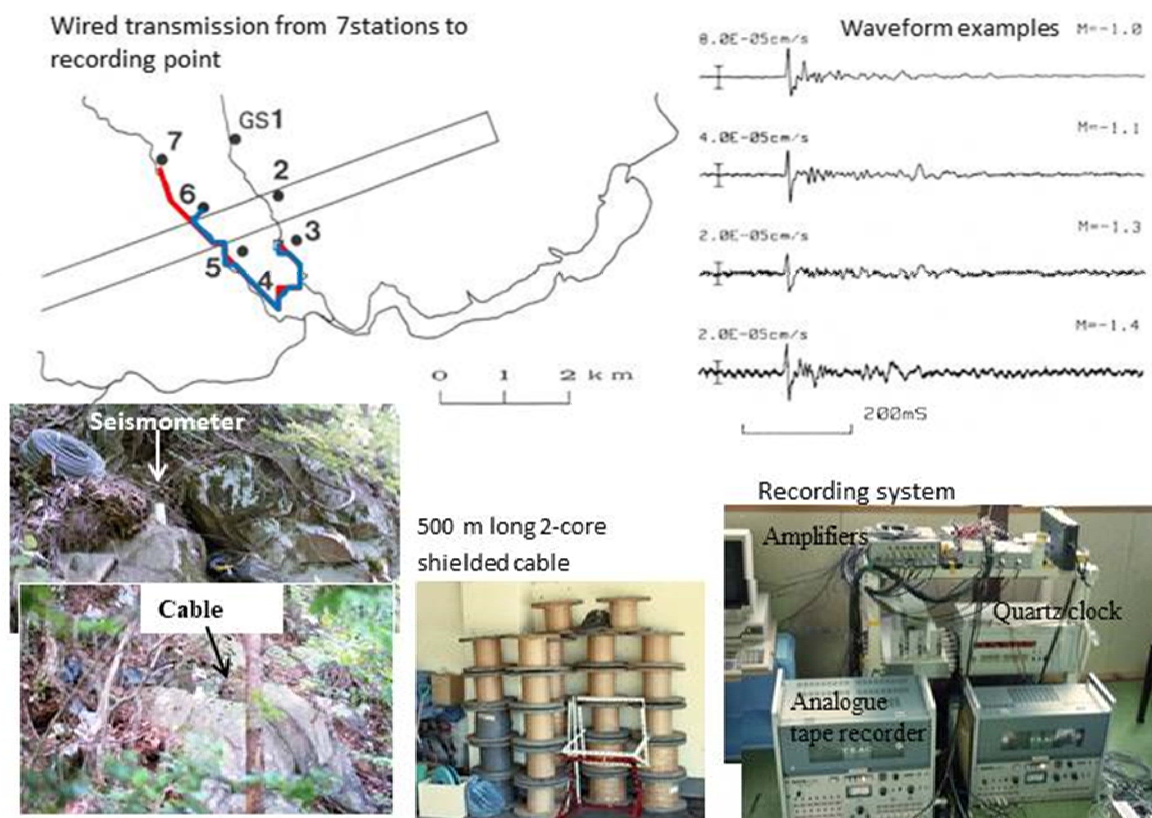 Wired transmission from 7stations to
recording point
Waveform examples
M=-1.0
8.0E-05cm/s
GS1
7
M=-1.1
4.0E-05cm/s
2
6
3
M=-1.3
2.0E-05cm/s
5
4
M=-1.4
2.0E-05cm/s
0 1 2 km
200mS
Seismometer
Cable
500 m long 2-core
shielded cable
Recording system
Amplifiers
Quartz clock
Analogue
tape recorder
TEAC